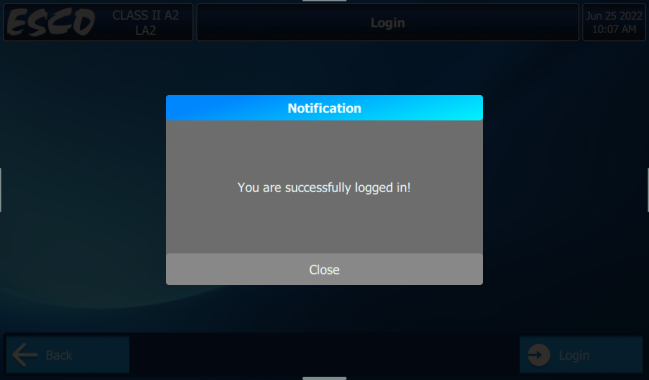 ESCO
CLASS II A2
LA2
Login
Jun 25 2022
10:07 AM
Notification
You are successfully logged in!
Close
Back
Login